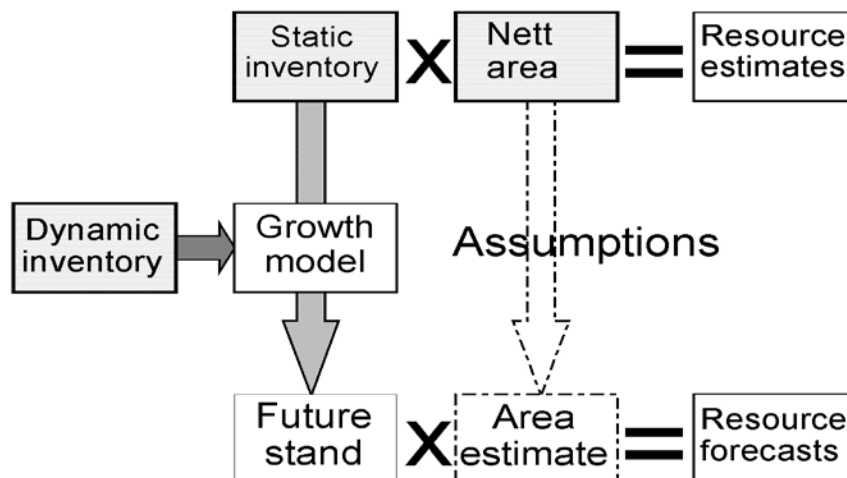 Static
inventory
X
Nett
area
=
Resource
estimates
Dynamic
inventory
Growth
model
Assumptions
Future
stand
X
Area
estimate
=
Resource
forecasts